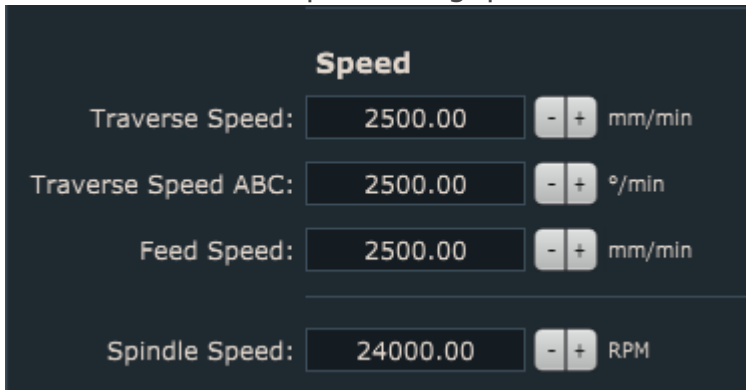 Speed
Traverse Speed: 2500.00 - + mm/min
Traverse Speed ABC: 2500.00 - + °/min
Feed Speed: 2500.00 - + mm/min
Spindle Speed: 24000.00 - + RPM